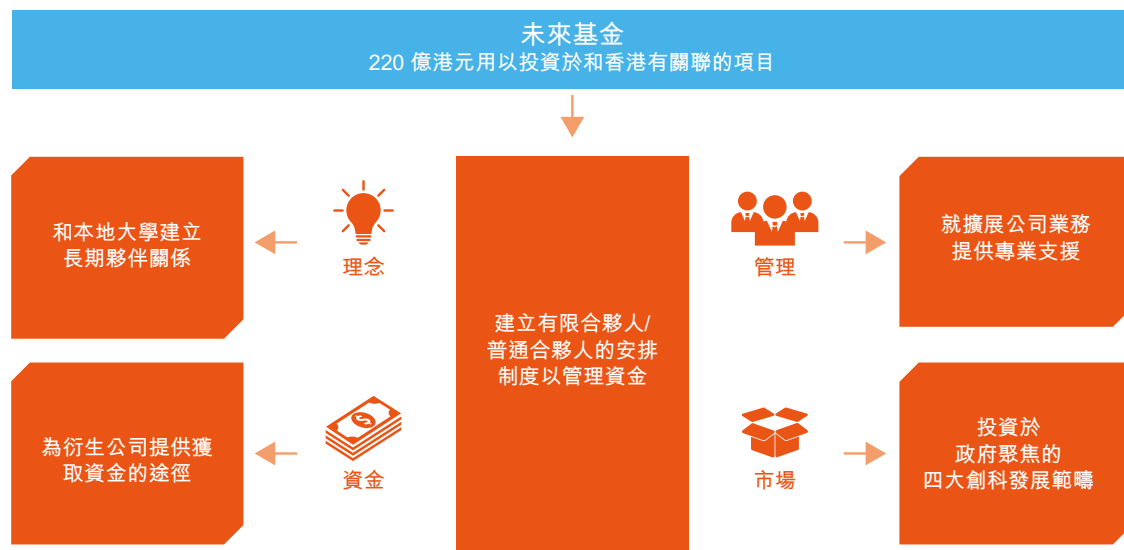 未來基金
220 億港元用以投資於和香港有關聯的項目
和本地大學建立
長期夥伴關係
理念
為衍生公司提供獲
取資金的途徑
資金
建立有限合夥人/
普通合夥人的安排
制度以管理資金
管理
就擴展公司業務
提供專業支援
市場
投資於
政府聚焦的
四大創科發展範疇